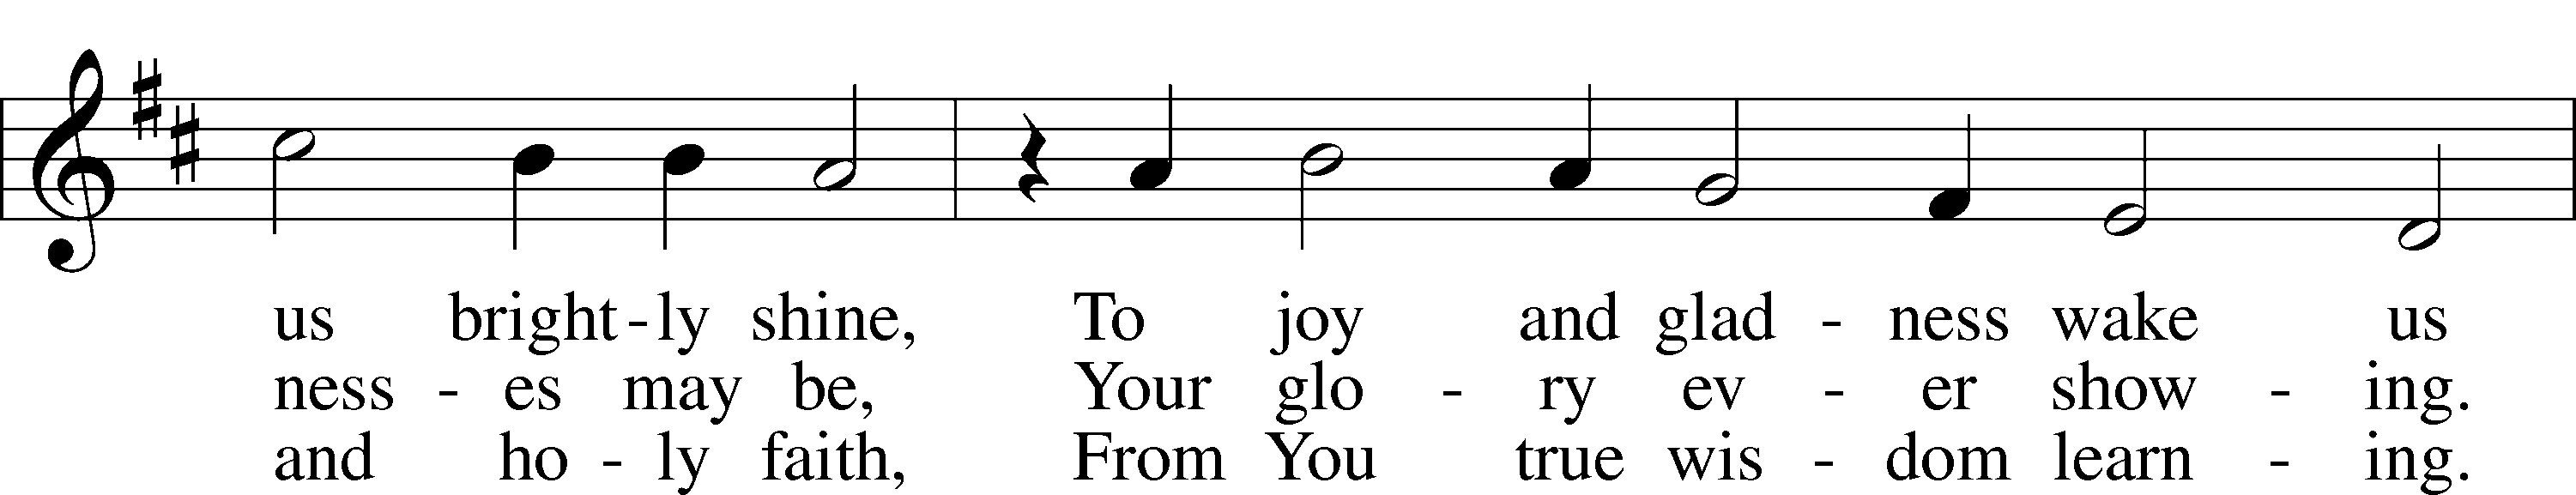 us bright - ly shine, To joy and glad - ness wake us
ness - es may be, Your glo - ry ev - er show - ing.
and ho - ly faith, From You true wis - dom learn - ing.